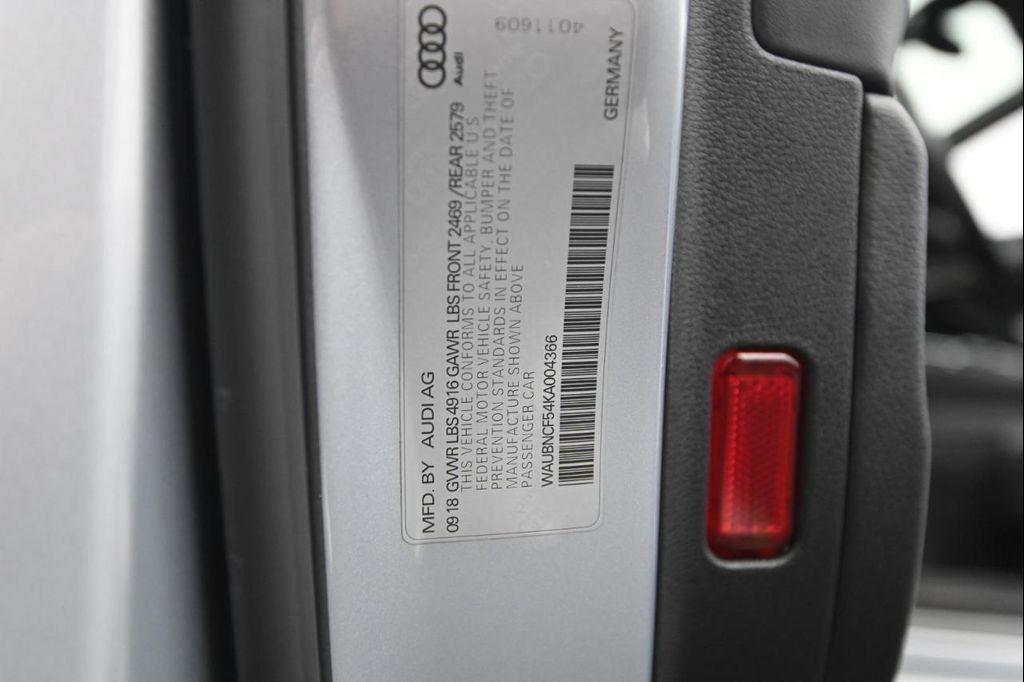 MFD. BY AUDI AG
Audi
0918 GVWR LBS 4916 GAWR LBS FRONT 2469 /REAR 2579
THIS VEHICLE CONFORMS TO ALL APPLICABLE U S
FEDERAL MOTOR VEHICLE SAFETY, BUMPER AND THEFT
PREVENTION STANDARDS IN EFFECT ON THE DATE OF
MANUFACTURE SHOWN ABOVE
PASSENGER CAR
4011609
WAUBNCF54KA004366
GERMANY